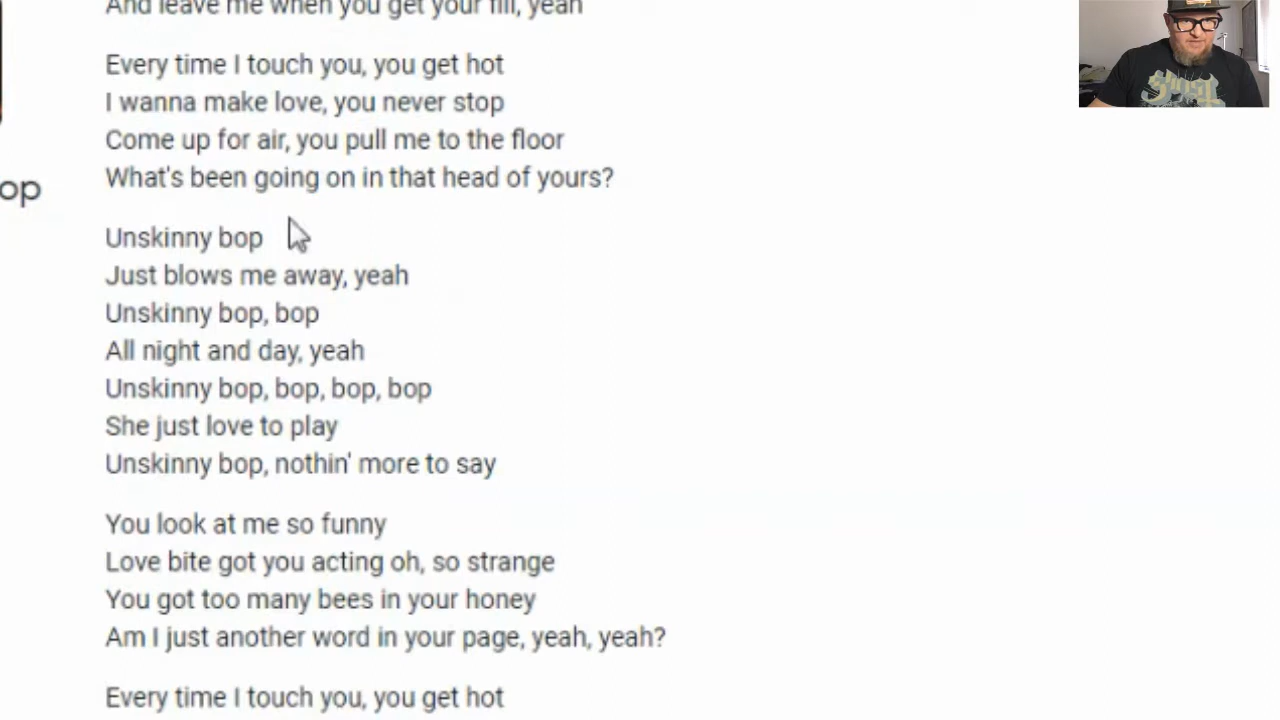 And leave me when you get your fill, yeah
Every time I touch you, you get hot
I wanna make love, you never stop
Come up for air, you pull me to the floor
What's been going on in that head of yours?
op
Unskinny bop
Just blows me away, yeah
Unskinny bop, bop
All night and day, yeah
Unskinny bop, bop, bop, bop
She just love to play
Unskinny bop, nothin' more to say
You look at me so funny
Love bite got you acting oh, so strange
You got too many bees in your honey
Am I just another word in your page, yeah, yeah?
Every time I touch you, you get hot
Ghost